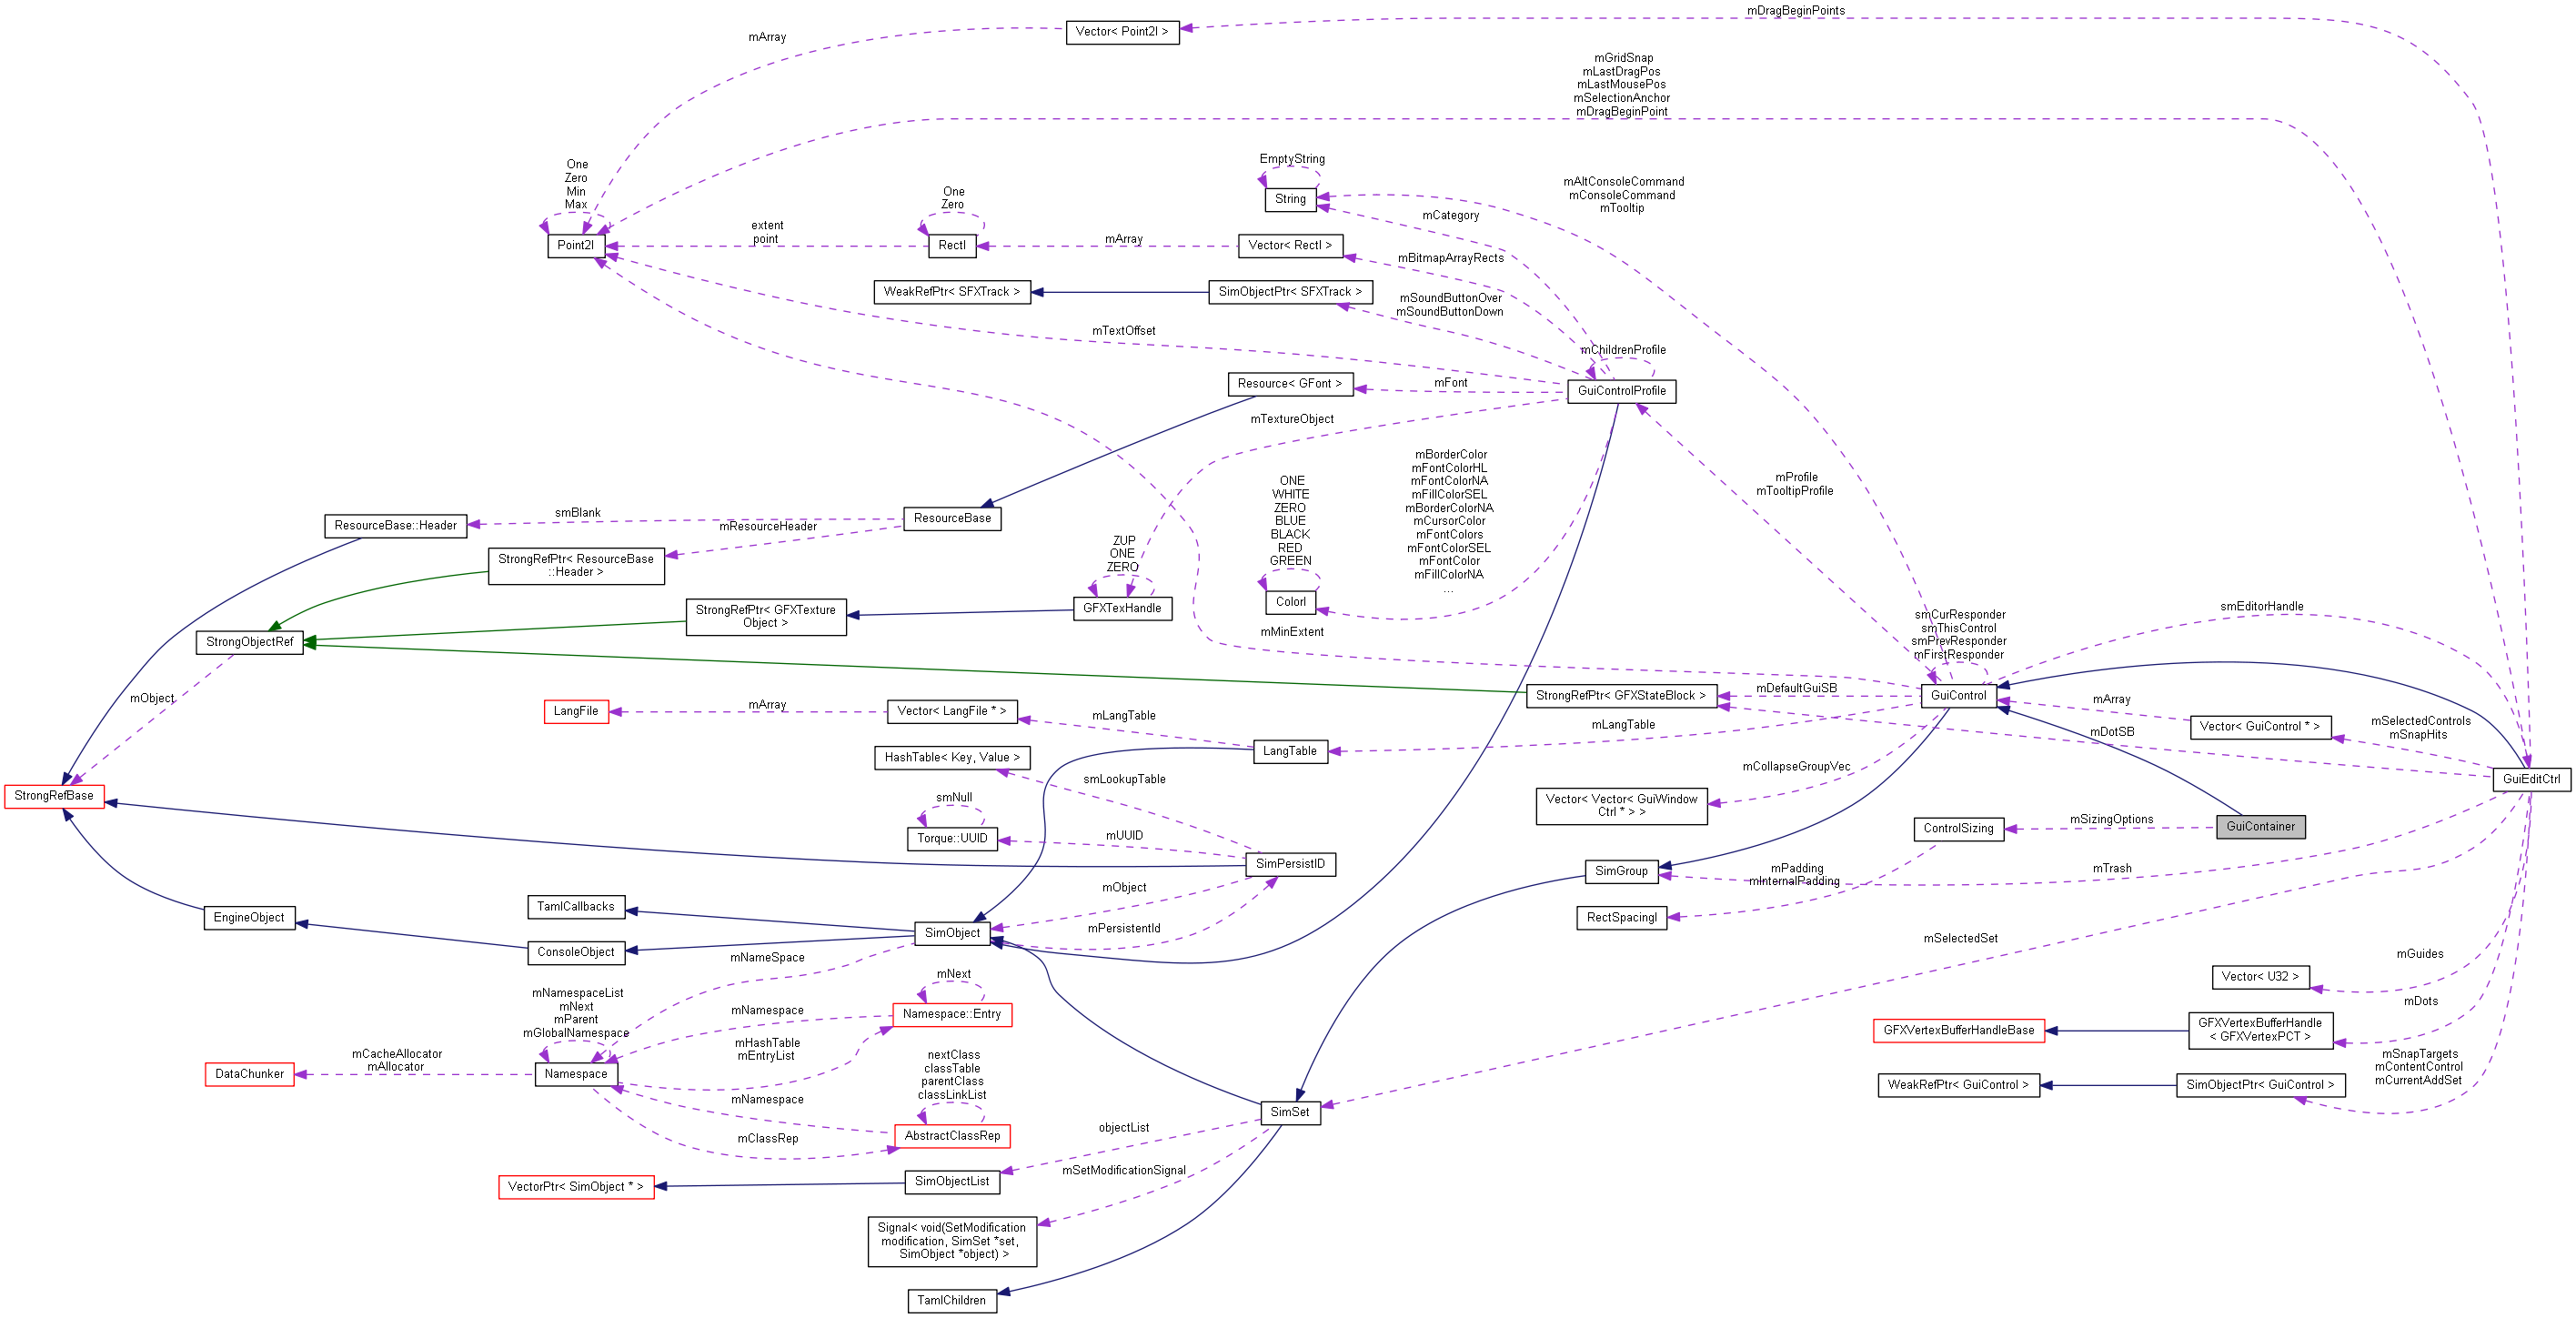 mDragBeginPoints
Vector< Point2I >
mArray
mGridSnap
mLastDragPos
mLastMousePos
mSelectionAnchor
mDragBeginPoint
One
Zero
Min
Max
Point2I
extent
point
One
Zero
RectI
mArray
Vector< RectI >
EmptyString
String
mCategory
mAltConsoleCommand
mConsoleCommand
mTooltip
mBitmapArrayRects
WeakRefPtr< SFXTrack >
SimObjectPtr< SFXTrack >
mSoundButtonOver
mSoundButtonDown
mTextOffset
mChildrenProfile
GuiControlProfile
Resource< GFont >
mFont
mTextureObject
mBorderColor
mFontColorHL
mFontColorNA
mFillColorSEL
mBorderColorNA
mCursorColor
mFontColors
mFontColorSEL
mFontColor
mFillColorNA
...
ONE
WHITE
ZERO
BLUE
BLACK
RED
GREEN
ColorI
mProfile
mTooltipProfile
ResourceBase::Header
smBlank
mResourceHeader
ResourceBase
StrongRefPtr< ResourceBase
::Header >
ZUP
ONE
ZERO
GFXTexHandle
StrongRefPtr< GFXTexture
Object >
StrongObjectRef
mObject
mMinExtent
smCurResponder
smThisControl
smPrevResponder
mFirstResponder
GuiControl
smEditorHandle
LangFile
mArray
Vector< LangFile * >
mLangTable
LangTable
StrongRefPtr< GFXStateBlock >
mDefaultGuiSB
mLangTable
mArray
mDotSB
Vector< GuiControl * >
mSelectedControls
mSnapHits
GuiEditCtrl
HashTable< Key, Value >
smLookupTable
StrongRefBase
smNull
Torque::UUID
mUUID
SimPersistID
mCollapseGroupVec
Vector< Vector< GuiWindow
Ctrl * > >
ControlSizing
mSizingOptions
GuiContainer
SimGroup
mPadding
mInternalPadding
mTrash
RectSpacingI
EngineObject
TamlCallbacks
ConsoleObject
SimObject
mObject
mPersistentId
mNameSpace
mSelectedSet
mGuides
Vector< U32 >
mDots
GFXVertexBufferHandleBase
GFXVertexBufferHandle
< GFXVertexPCT >
mNamespaceList
mNext
mParent
mGlobalNamespace
Namespace
mNext
Namespace::Entry
mNamespace
mHashTable
mEntryList
DataChunker
mCacheAllocator
mAllocator
nextClass
classTable
parentClass
classLinkList
AbstractClassRep
mNamespace
mClassRep
mSnapTargets
mContentControl
mCurrentAddSet
WeakRefPtr< GuiControl >
SimObjectPtr< GuiControl >
SimSet
objectList
mSetModificationSignal
VectorPtr< SimObject * >
SimObjectList
Signal< void(SetModification
modification, SimSet *set,
SimObject *object) >
TamlChildren